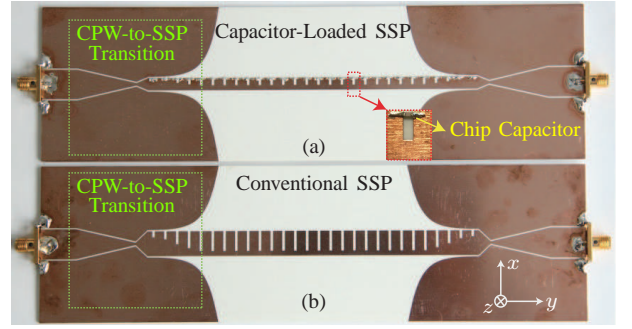 CPW-to-SSP
Transition
Capacitor-Loaded SSP
Chip Capacitor
(a)
CPW-to-SSP
Transition
Conventional SSP
(b)
x
z
y